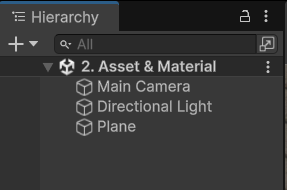 Hierarchy
All
2. Asset & Material
Main Camera
Directional Light
Plane